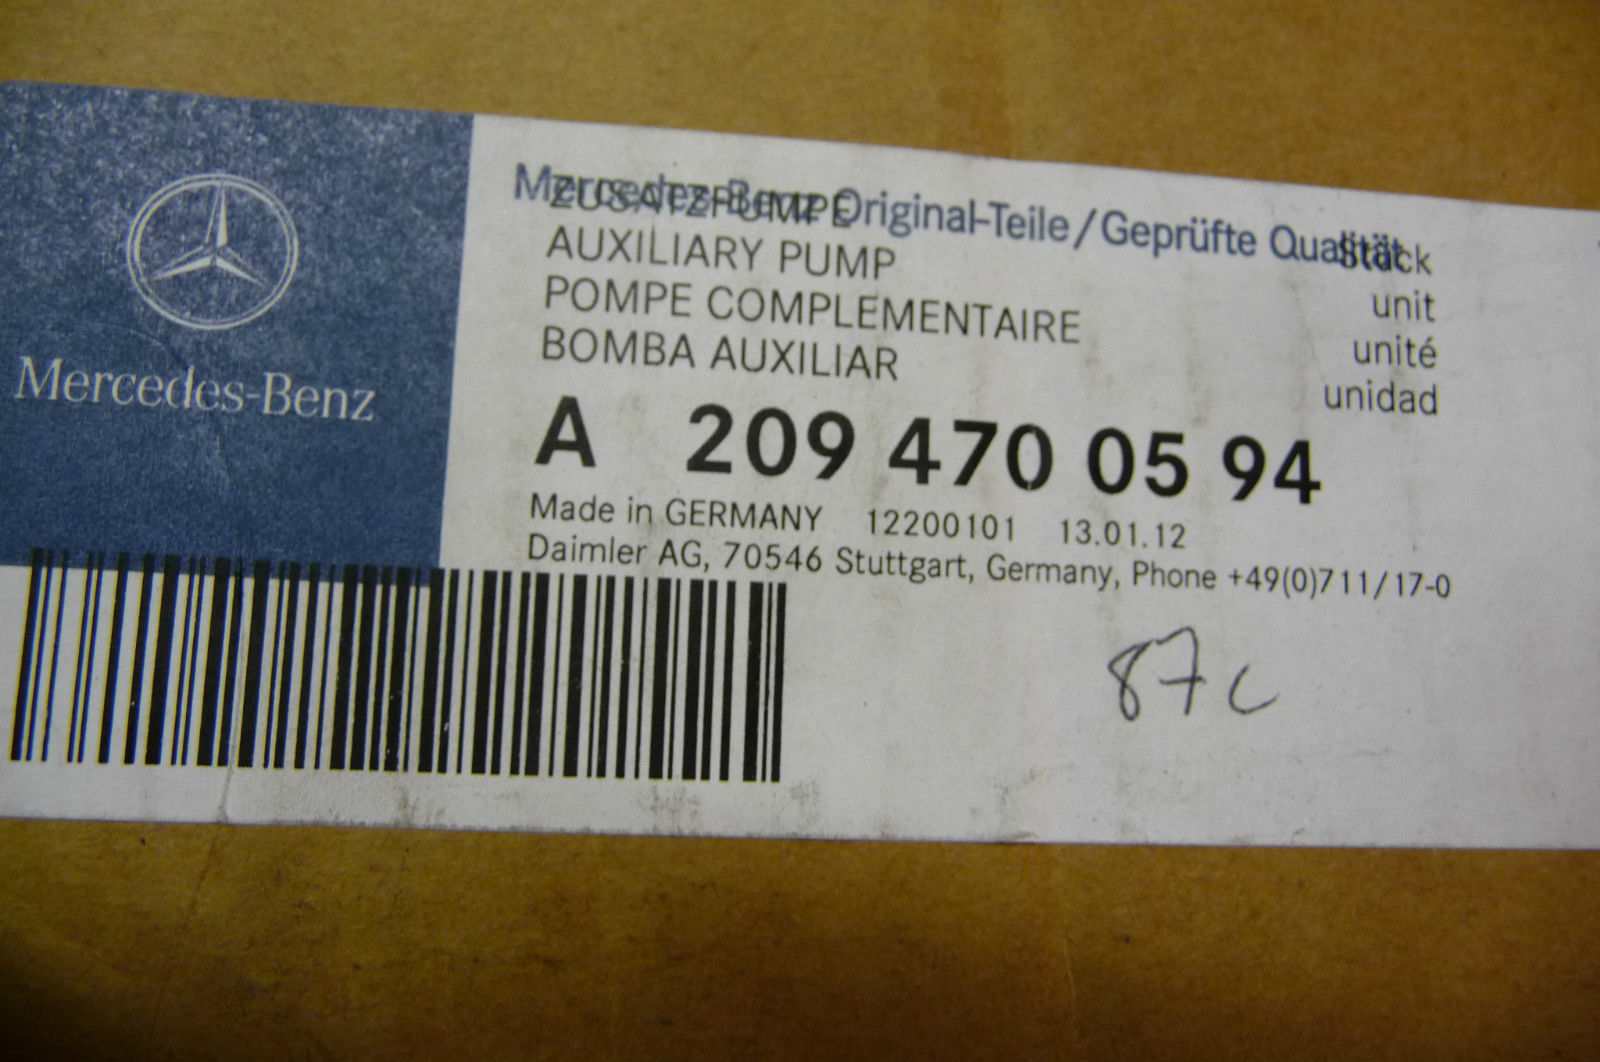 Mercedes-Benz Original-Teile/Geprüfte Qualität
ZUSATZPUMPE Stück
AUXILIARY PUMP unit
POMPE COMPLEMENTAIRE unité
BOMBA AUXILIAR unidad
Mercedes-Benz
A 209 470 05 94
Made in GERMANY 12200101 13.01.12
Daimler AG, 70546 Stuttgart, Germany, Phone +49(0)711/17-0
87c